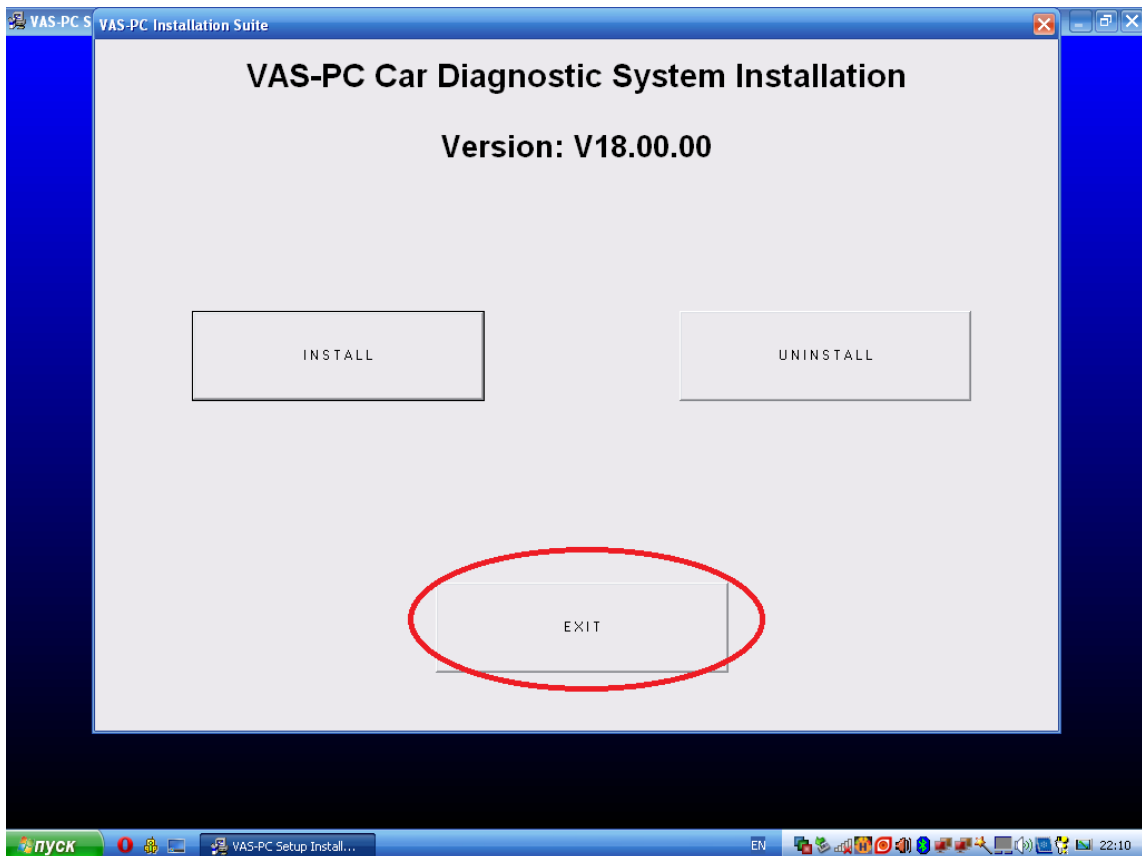 VAS-PC S
VAS-PC Installation Suite
VAS-PC Car Diagnostic System Installation
Version: V18.00.00
INSTALL
UNINSTALL
EXIT
пуск
VAS-PC Setup Install...
EN
22:10